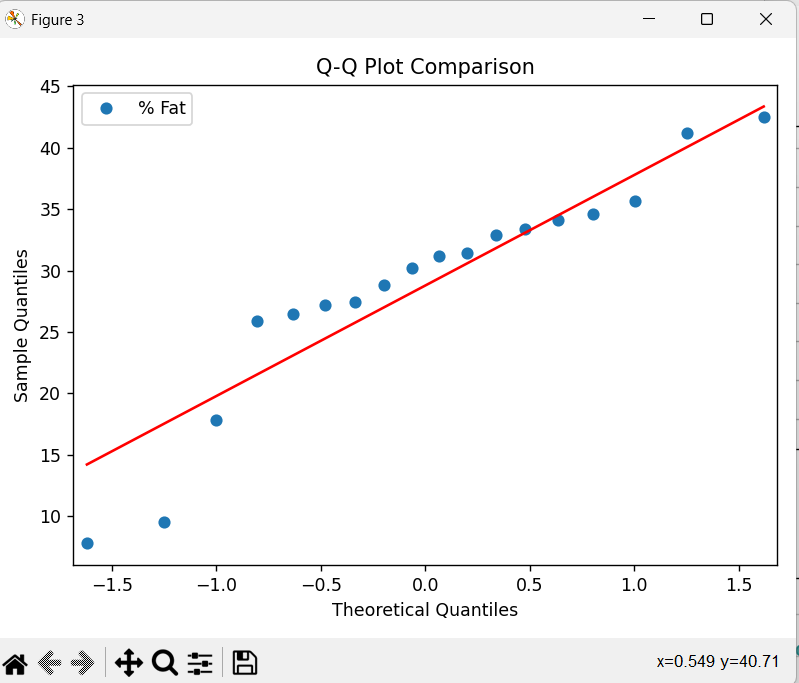 Figure 3
Q-Q Plot Comparison
% Fat
45
40
35
30
25
20
15
10
Sample Quantiles
−1.5 −1.0 −0.5 0.0 0.5 1.0 1.5
Theoretical Quantiles
x=0.549 y=40.71